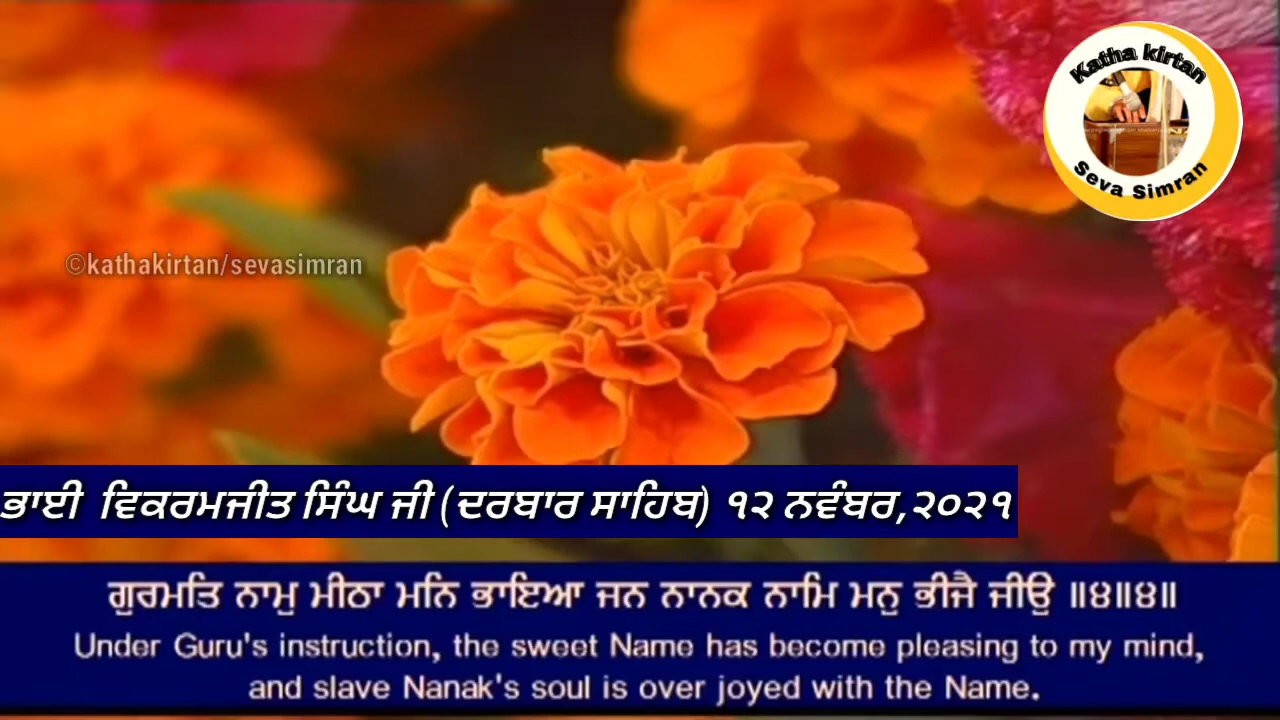 Katha kirtan
Seva Simran
©kathakirtan/sevasimran
ਭਾਈ ਵਿਕਰਮਜੀਤ ਸਿੰਘ ਜੀ (ਦਰਬਾਰ ਸਾਹਿਬ) ੧੨ ਨਵੰਬਰ,੨੦੨੧
ਗੁਰਮਤਿ ਨਾਮੁ ਮੀਠਾ ਮਨਿ ਭਾਇਆ ਜਨ ਨਾਨਕ ਨਾਮਿ ਮਨੁ ਭੀਜੈ ਜੀਉ ॥੪॥੪॥
Under Guru's instruction, the sweet Name has become pleasing to my mind,
and slave Nanak's soul is over joyed with the Name.